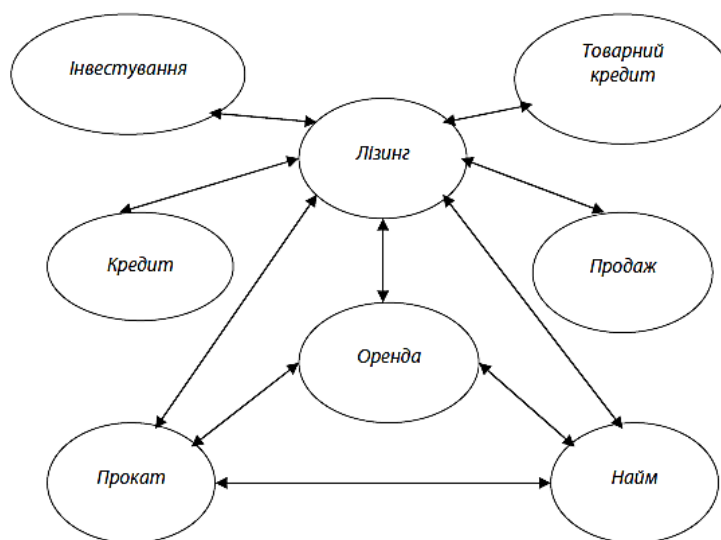 Інвестування
Товарний
кредит
Лізинг
Кредит
Продаж
Оренда
Прокат
Найм